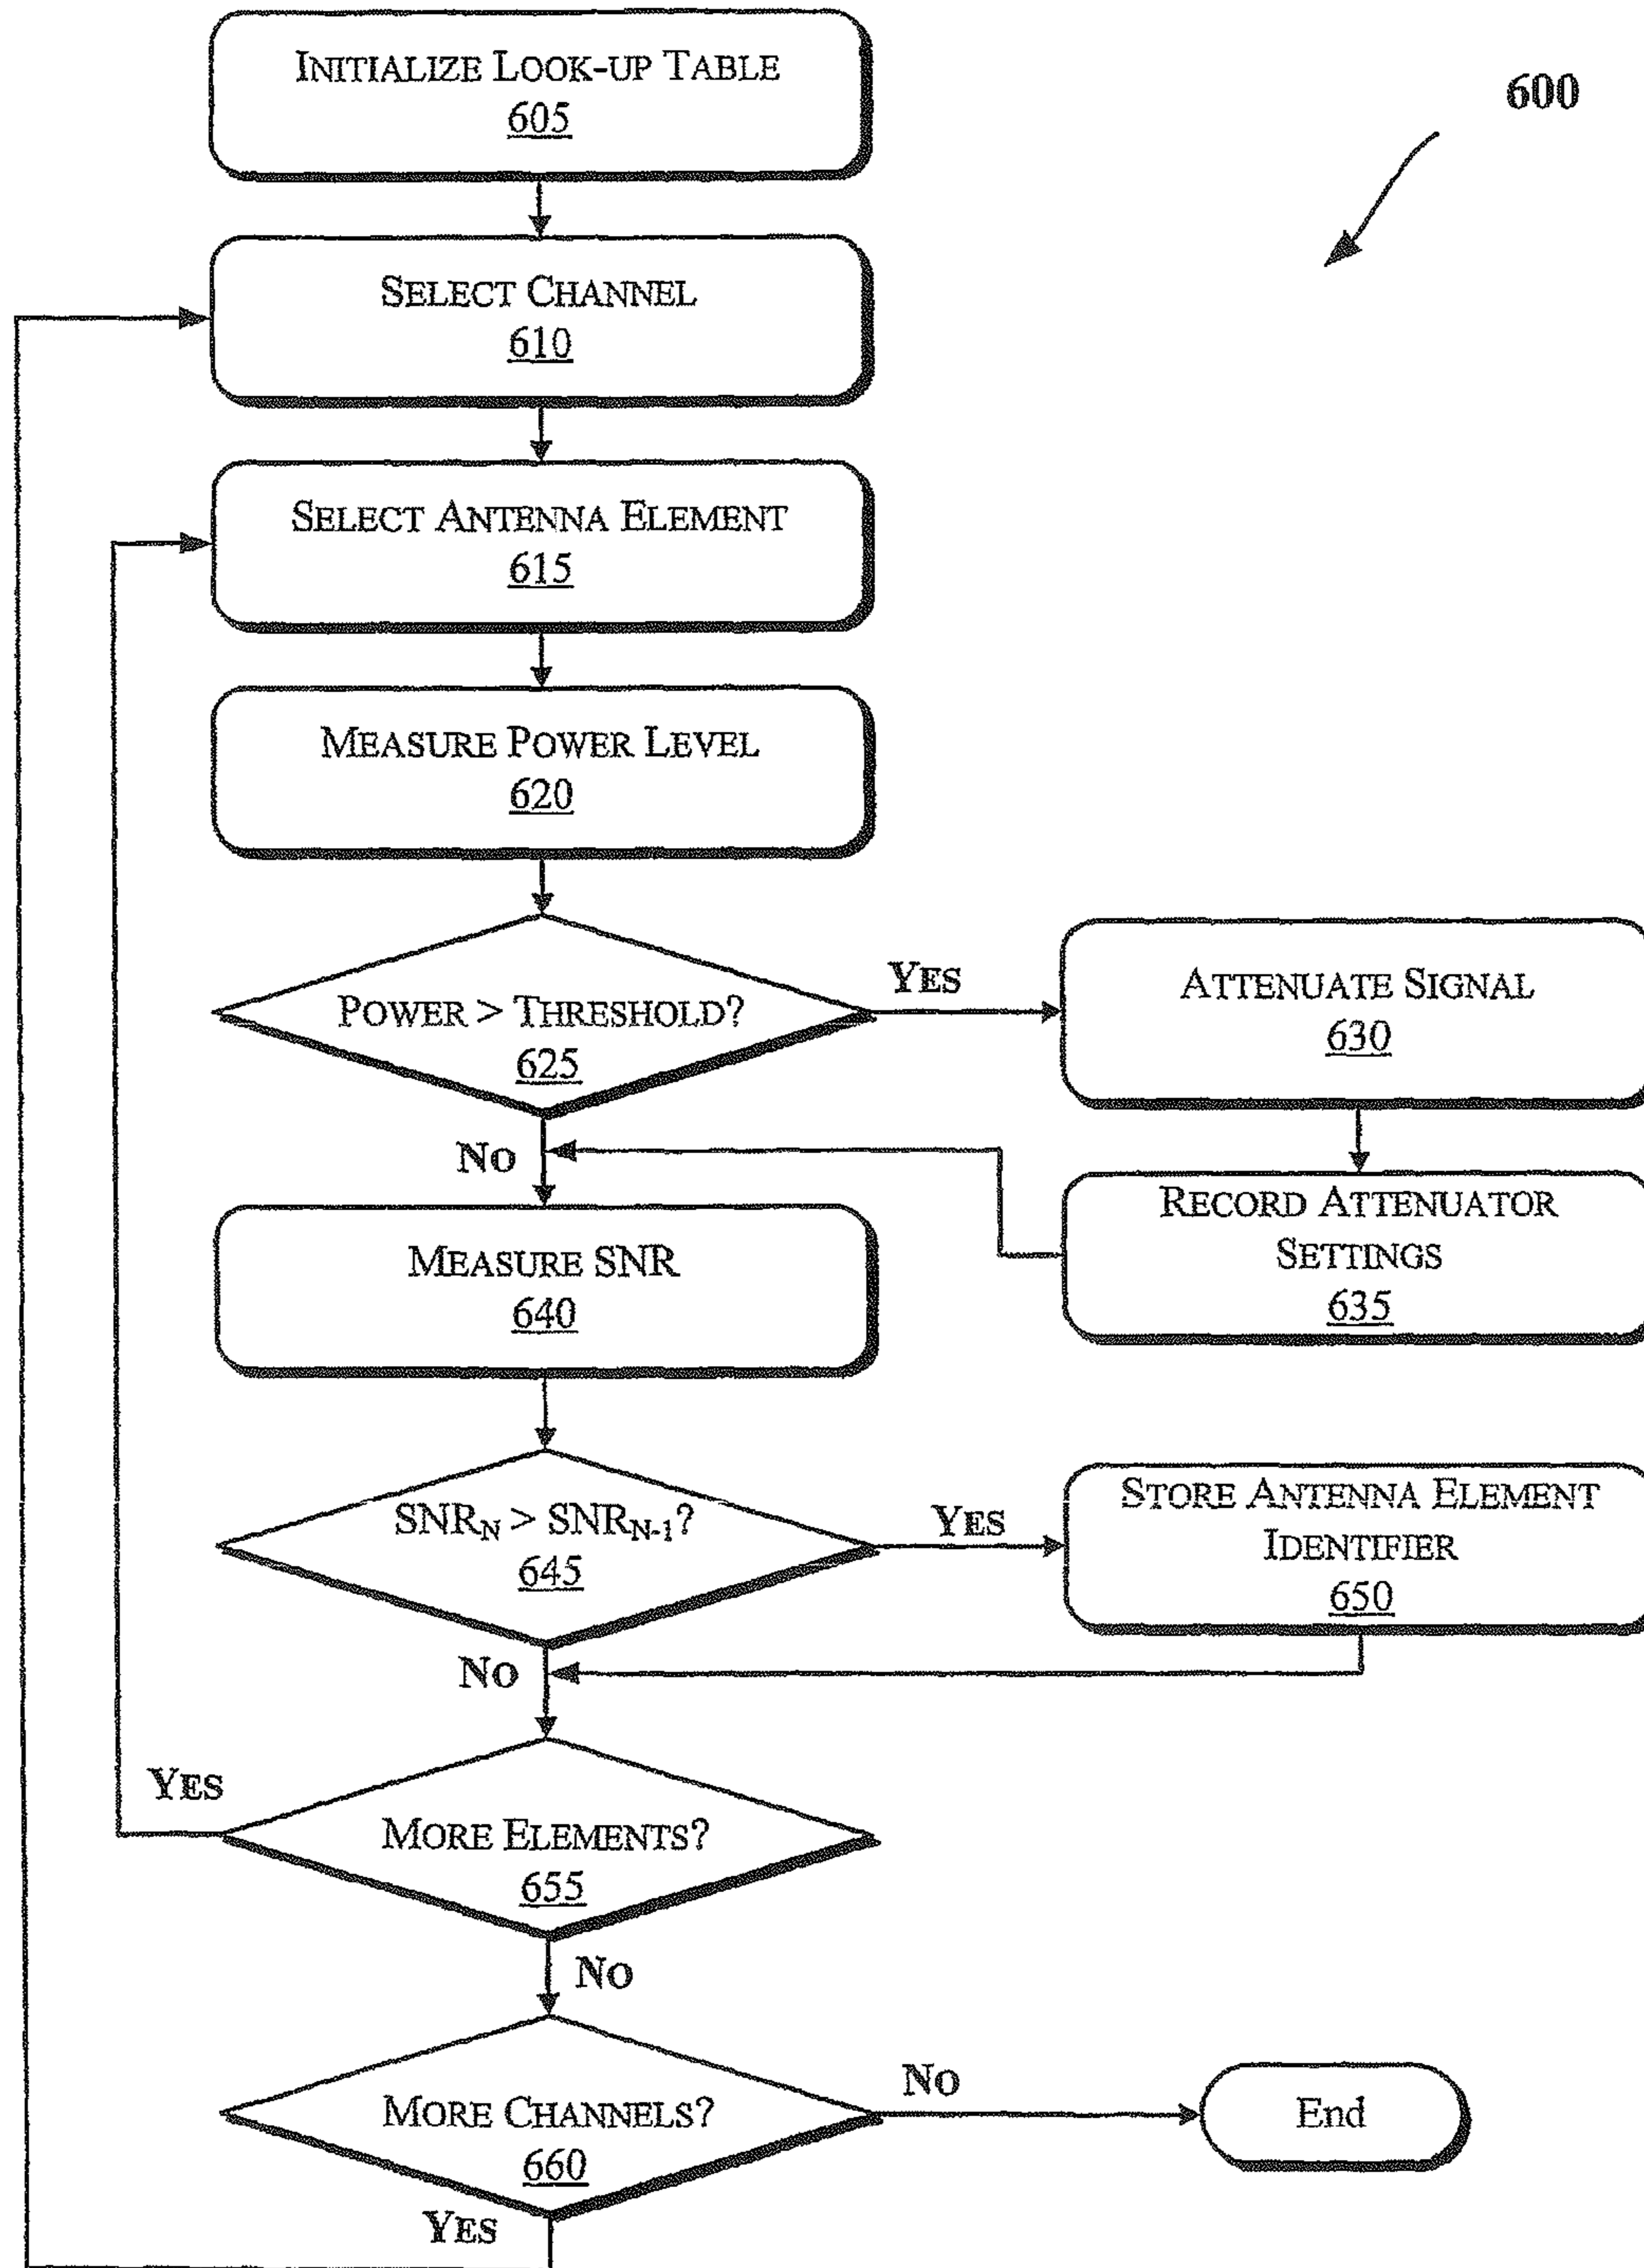 INITIALIZE LOOK-UP TABLE
605
600
SELECT CHANNEL
610
SELECT ANTENNA ELEMENT
615
MEASURE POWER LEVEL
620
POWER > THRESHOLD?
625
YES
ATTENUATE SIGNAL
630
NO
RECORD ATTENUATOR
SETTINGS
635
MEASURE SNR
640
SNRN > SNRN-1?
645
YES
STORE ANTENNA ELEMENT
IDENTIFIER
650
NO
YES
MORE ELEMENTS?
655
NO
MORE CHANNELS?
660
NO
End
YES